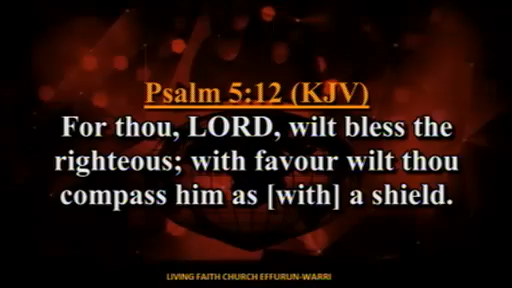 Psalm 5:12 (KJV)
For thou, LORD, wilt bless the
righteous; with favour wilt thou
compass him as [with] a shield.
LIVING FAITH CHURCH EFFURUN-WARRI